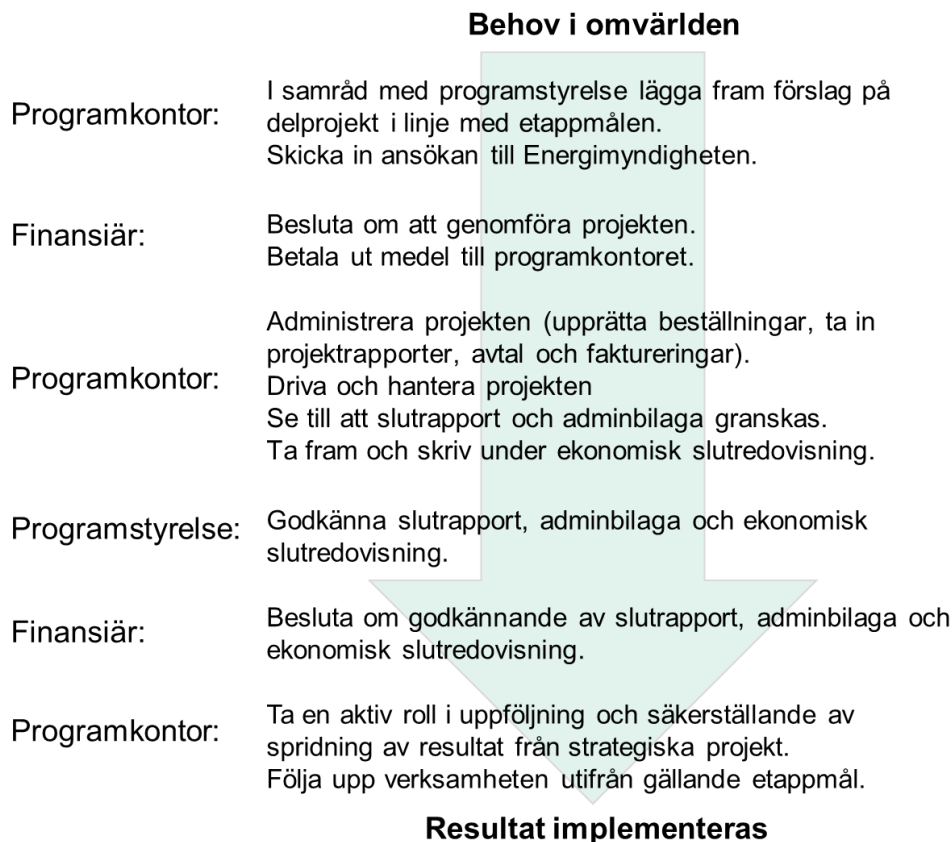 Behov i omvärlden
Programkontor:
I samråd med programstyrelse lägga fram förslag på
delprojekt i linje med etappmålen.
Skicka in ansökan till Energimyndigheten.
Finansiär:
Besluta om att genomföra projekten.
Betala ut medel till programkontoret.
Programkontor:
Administrera projekten (upprätta beställningar, ta in
projektrapporter, avtal och faktureringar).
Driva och hantera projekten
Se till att slutrapport och adminbilaga granskas.
Ta fram och skriv under ekonomisk slutredovisning.
Programstyrelse:
Godkänna slutrapport, adminbilaga och ekonomisk
slutredovisning.
Finansiär:
Besluta om godkännande av slutrapport, adminbilaga och
ekonomisk slutredovisning.
Programkontor:
Ta en aktiv roll i uppföljning och säkerställande av
spridning av resultat från strategiska projekt.
Följa upp verksamheten utifrån gällande etappmål.
Resultat implementeras